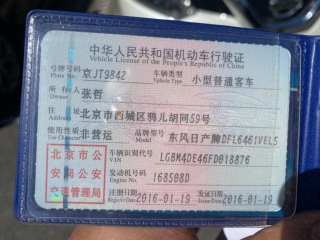 中华人民共和国机动车行驶证
Vehicle License of the People's Republic of China
号牌号码 京JT9842 车辆类型 小型普通客车
Plate No. Vehicle Type
所有人 张哲
Owner
住址 北京市西城区鸦儿胡同59号
Address
使用性质 非营运 品牌型号 东风日产牌DFL6461VEL5
Use Character Model
北京市公 车辆识别代号 LGBM4DE46FD018876
VIN
安局公安 发动机号码 168508D
Engine No.
交通管理局 注册日期 2016-01-19 发证日期 2016-01-19
Register Date Issue Date